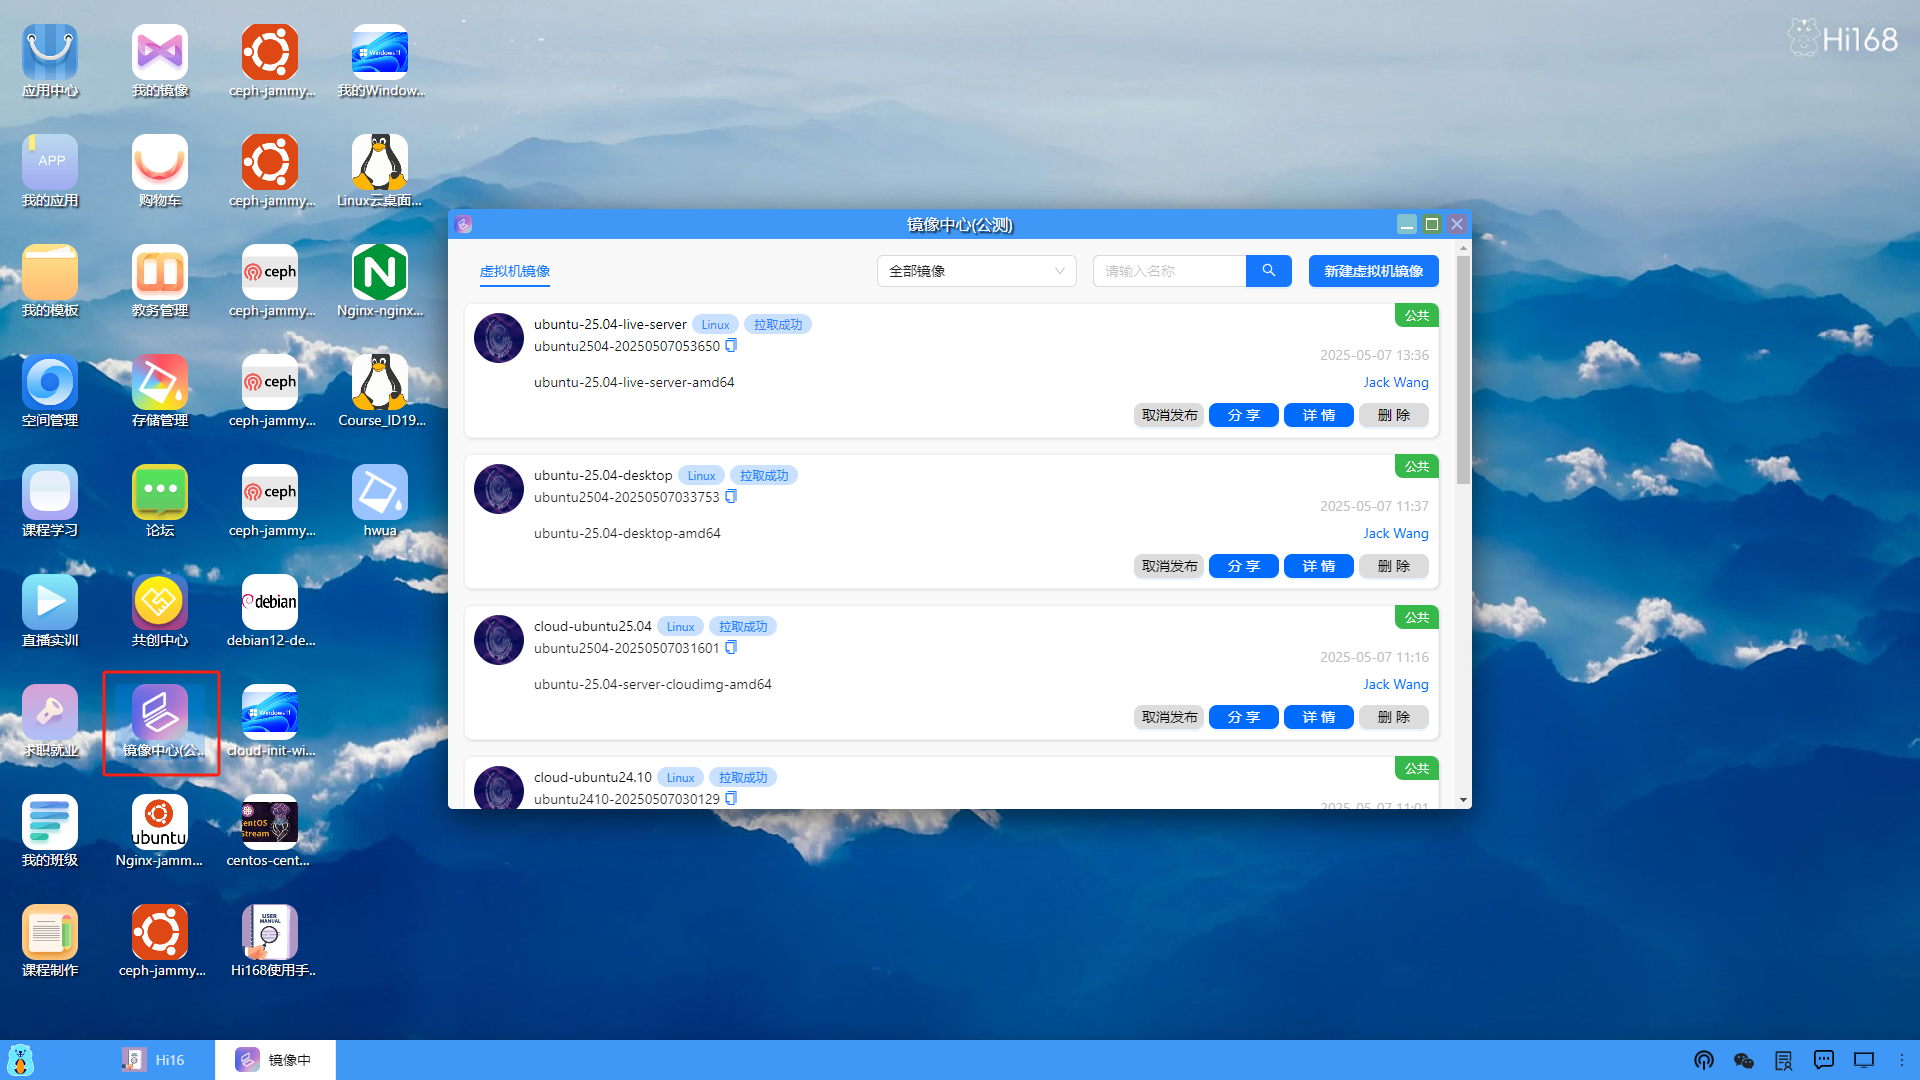 Hi168
应用中心
我的镜像
ceph-jammy...
我的Window...
APP
我的应用
购物车
ceph-jammy...
Linux云桌面...
我的模板
教务管理
ceph
ceph-jammy...
Nginx-nginx...
空间管理
存储管理
ceph
ceph-jammy...
Course_ID19...
课程学习
论坛
ceph
ceph-jammy...
hwua
直播实训
共创中心
debian
debian12-de...
求职就业
镜像中心(公...
Windows 11
cloud-init-wi...
我的班级
ubuntu
Nginx-jamm...
CentOS
Stream
centos-cent...
课程制作
ceph-jammy...
USER
MANUAL
Hi168使用手..
镜像中心(公测)
虚拟机镜像
全部镜像
请输入名称
新建虚拟机镜像
公共
ubuntu-25.04-live-server Linux 拉取成功
ubuntu2504-20250507053650
2025-05-07 13:36
ubuntu-25.04-live-server-amd64
Jack Wang
取消发布 分 享 详 情 删 除
公共
ubuntu-25.04-desktop Linux 拉取成功
ubuntu2504-20250507033753
2025-05-07 11:37
ubuntu-25.04-desktop-amd64
Jack Wang
取消发布 分 享 详 情 删 除
公共
cloud-ubuntu25.04 Linux 拉取成功
ubuntu2504-20250507031601
2025-05-07 11:16
ubuntu-25.04-server-cloudimg-amd64
Jack Wang
取消发布 分 享 详 情 删 除
公共
cloud-ubuntu24.10 Linux 拉取成功
ubuntu2410-20250507030129
2025-05-07 11:01
Hi16
镜像中